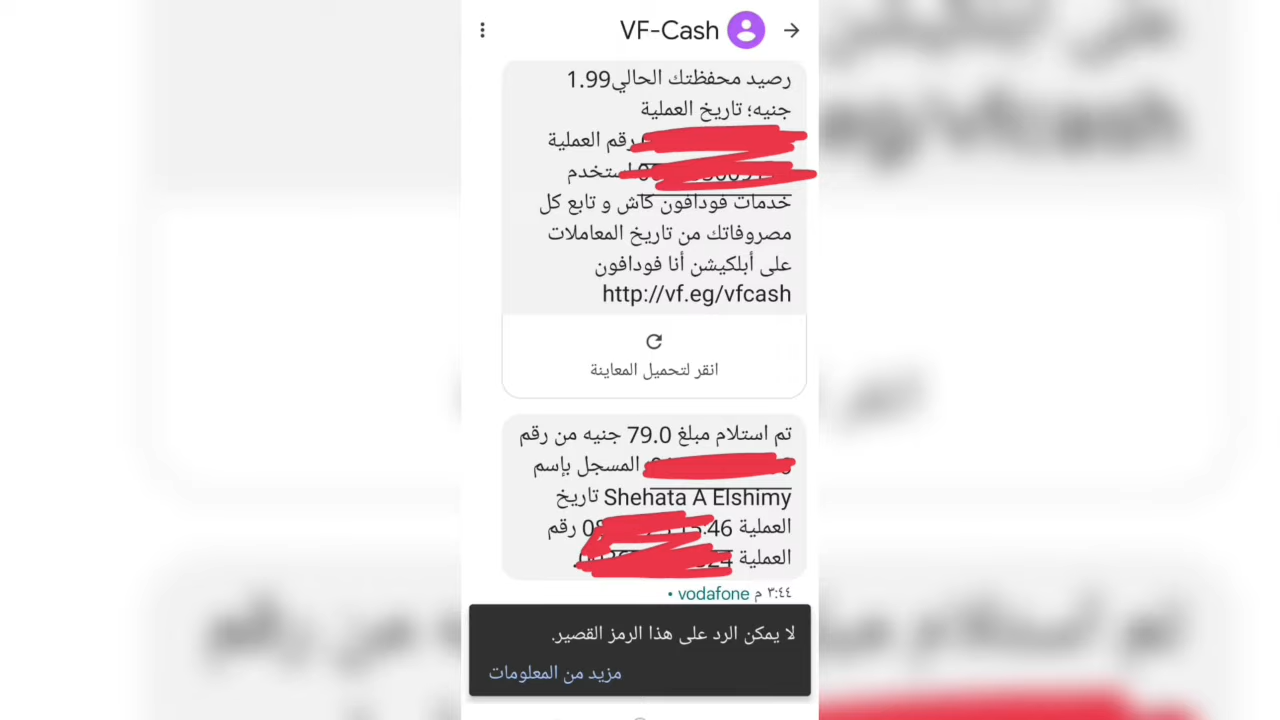 VF-Cash
رصيد محفظتك الحالي1.99
جنيه؛ تاريخ العملية
رقم العملية
استخدم
خدمات فودافون كاش و تابع كل
مصروفاتك من تاريخ المعاملات
على أبلكيشن أنا فودافون
http://vf.eg/vfcash
انقر لتحميل المعاينة
تم استلام مبلغ 79.0 جنيه من رقم
المسجل بإسم
Shehata A Elshimy تاريخ
العملية رقم
العملية
٣:٤٤ م vodafone •
لا يمكن الرد على هذا الرمز القصير.
مزيد من المعلومات